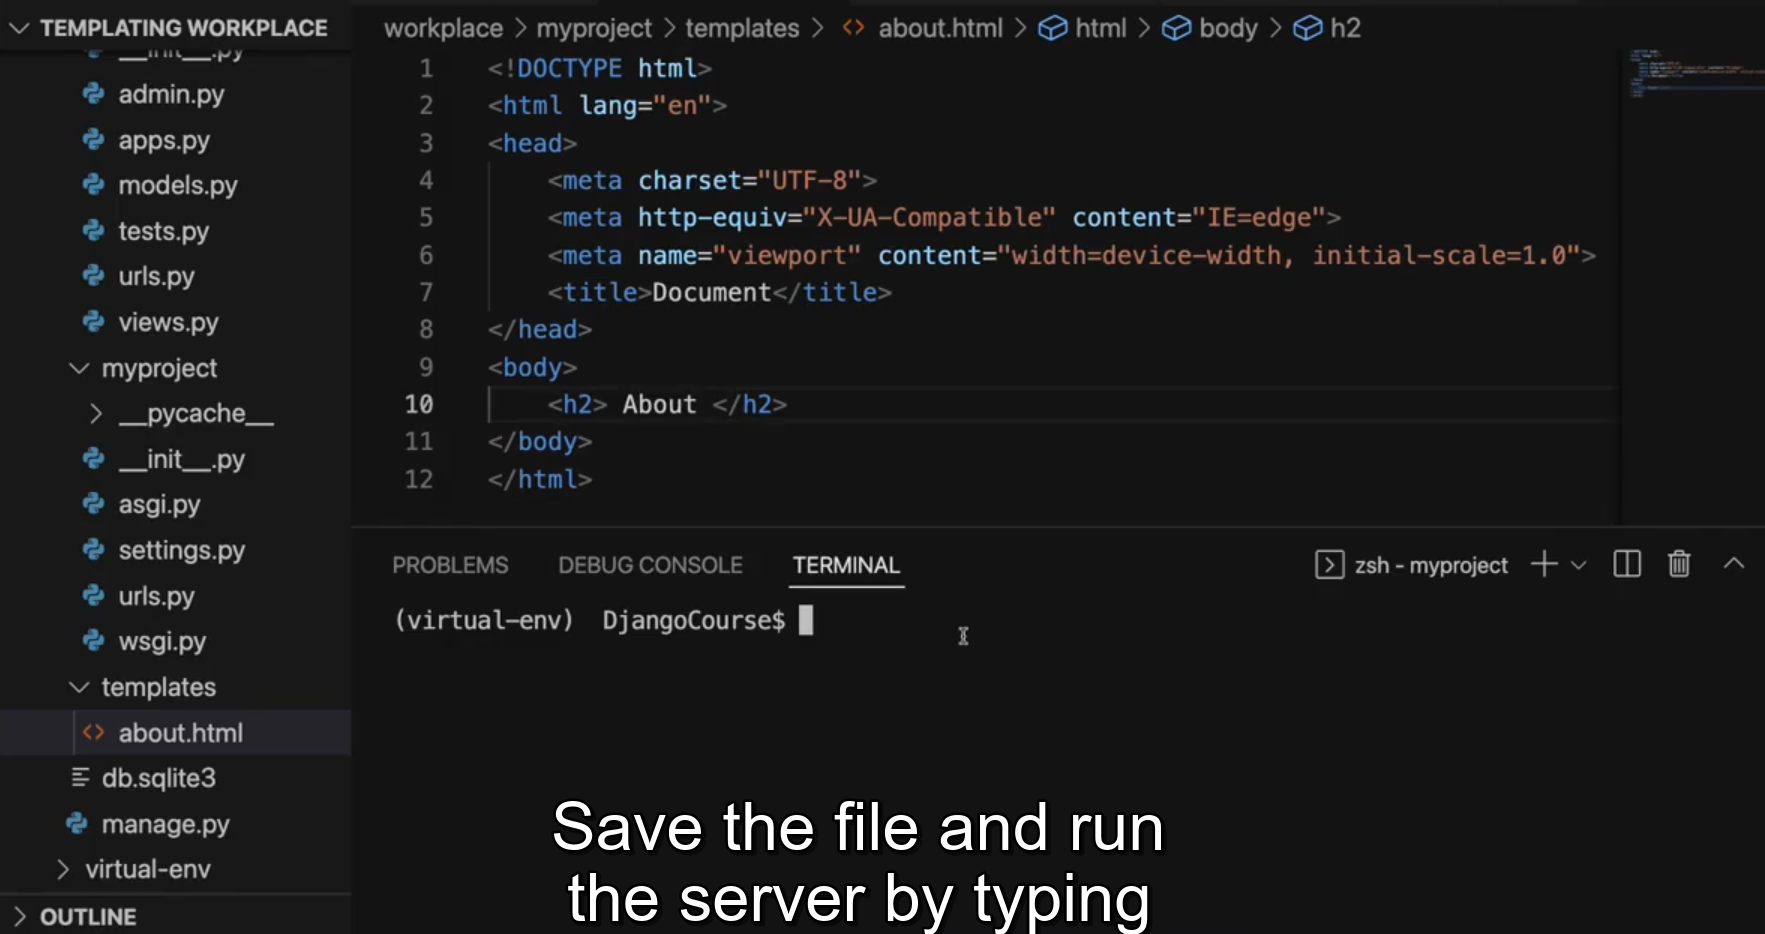 TEMPLATING WORKPLACE
__init__.py
admin.py
apps.py
models.py
tests.py
urls.py
views.py
myproject
__pycache__
__init__.py
asgi.py
settings.py
urls.py
wsgi.py
templates
about.html
db.sqlite3
manage.py
virtual-env
OUTLINE
workplace > myproject > templates > about.html > html > body > h2
1 <!DOCTYPE html>
2 <html lang="en">
3 <head>
4 <meta charset="UTF-8">
5 <meta http-equiv="X-UA-Compatible" content="IE=edge">
6 <meta name="viewport" content="width=device-width, initial-scale=1.0">
7 <title>Document</title>
8 </head>
9 <body>
10 <h2> About </h2>
11 </body>
12 </html>
PROBLEMS DEBUG CONSOLE TERMINAL zsh - myproject
(virtual-env) DjangoCourse$
Save the file and run
the server by typing